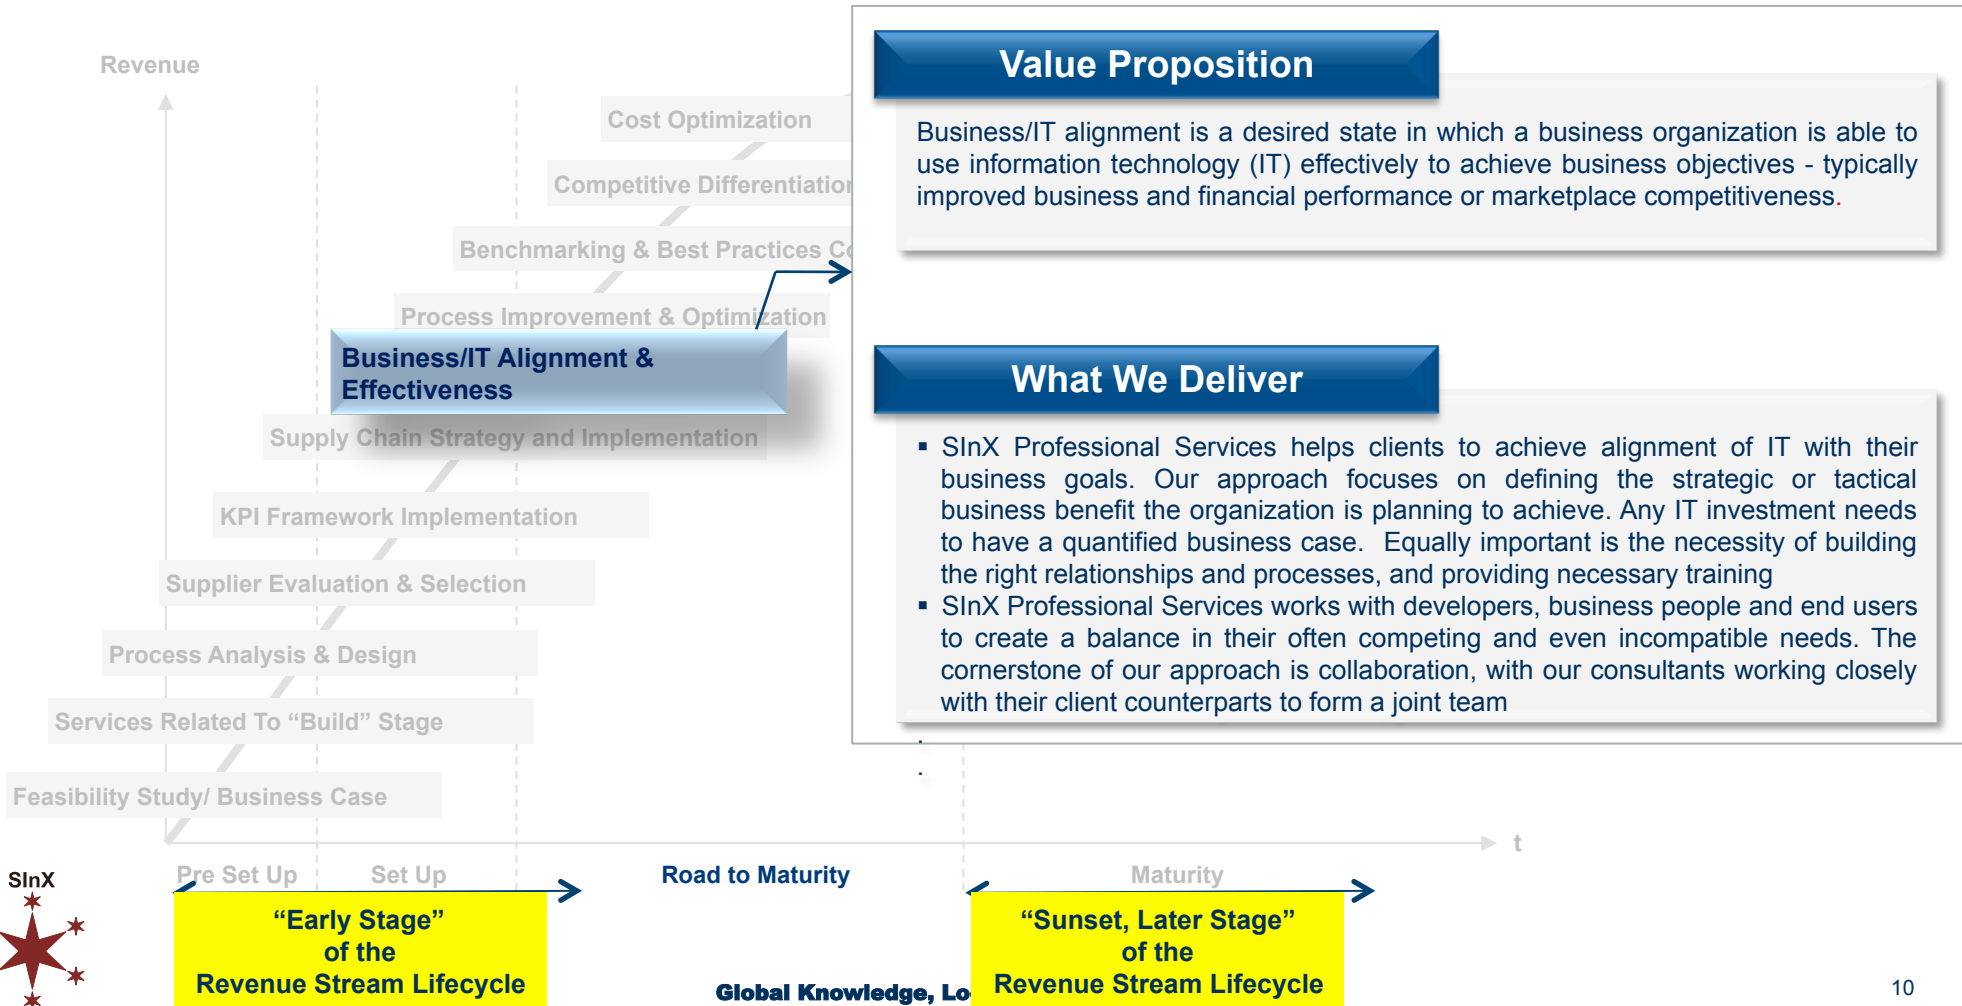 Revenue
Cost Optimization
Competitive Differentiation
Benchmarking & Best Practices
Process Improvement & Optimization
Business/IT Alignment &
Effectiveness
Supply Chain Strategy and Implementation
KPI Framework Implementation
Supplier Evaluation & Selection
Process Analysis & Design
Services Related To “Build” Stage
Feasibility Study/ Business Case
Value Proposition
Business/IT alignment is a desired state in which a business organization is able to
use information technology (IT) effectively to achieve business objectives - typically
improved business and financial performance or marketplace competitiveness.
What We Deliver
▪ SInX Professional Services helps clients to achieve alignment of IT with their
business goals. Our approach focuses on defining the strategic or tactical
business benefit the organization is planning to achieve. Any IT investment needs
to have a quantified business case.  Equally important is the necessity of building
the right relationships and processes, and providing necessary training
▪ SInX Professional Services works with developers, business people and end users
to create a balance in their often competing and even incompatible needs. The
cornerstone of our approach is collaboration, with our consultants working closely
with their client counterparts to form a joint team
.
.
t
Pre Set Up
Set Up
Road to Maturity
Maturity
SInX
“Early Stage”
of the
Revenue Stream Lifecycle
“Sunset, Later Stage”
of the
Revenue Stream Lifecycle
Global Knowledge,
10